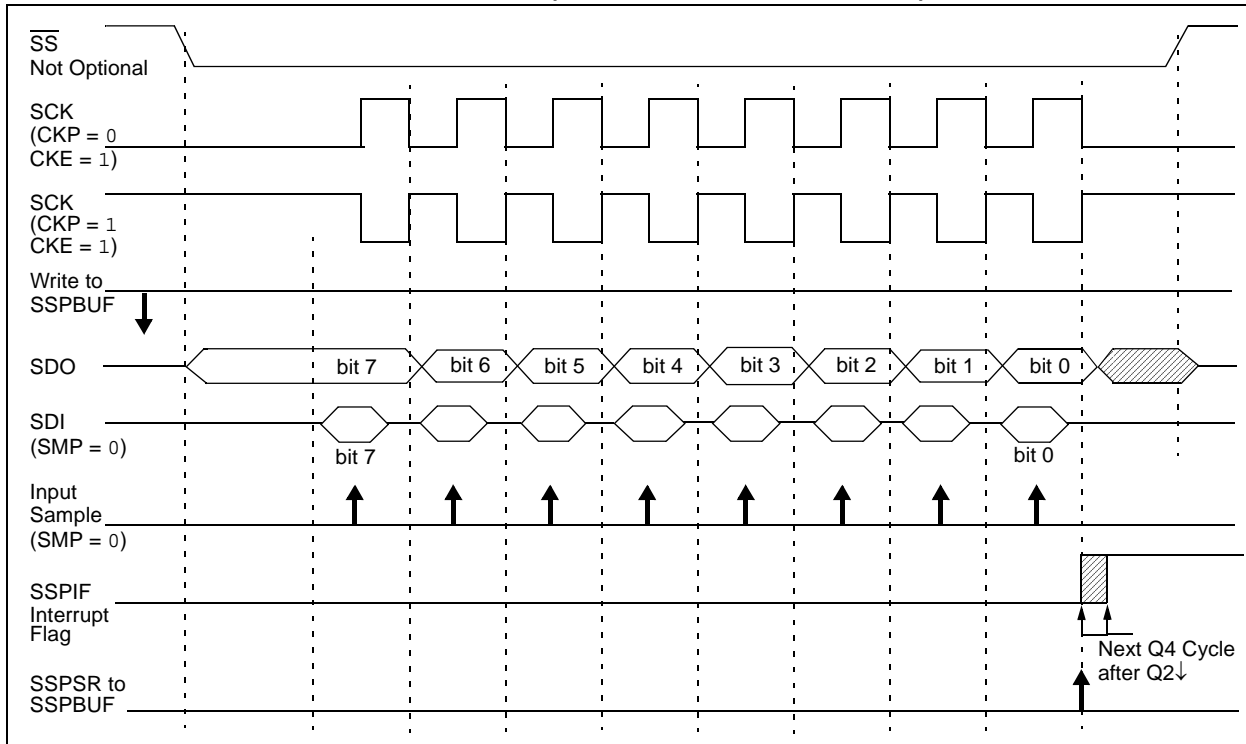 SS
Not Optional
SCK
(CKP = 0
CKE = 1)
SCK
(CKP = 1
CKE = 1)
Write to
SSPBUF
SDO
bit 7 bit 6 bit 5 bit 4 bit 3 bit 2 bit 1 bit 0
SDI
(SMP = 0)
bit 7 bit 0
Input
Sample
(SMP = 0)
SSPIF
Interrupt
Flag
Next Q4 Cycle
after Q2↓
SSPSR to
SSPBUF